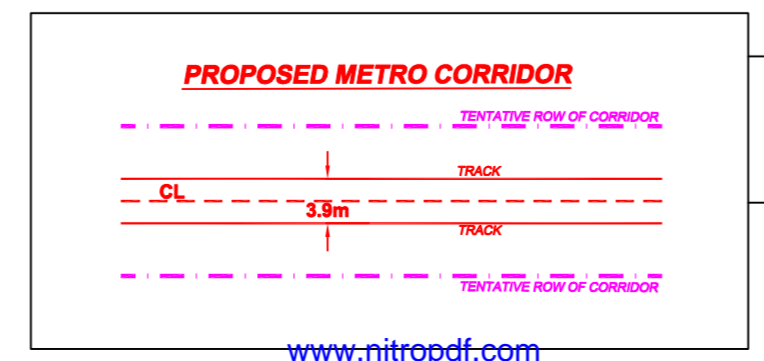 PROPOSED METRO CORRIDOR
TENTATIVE ROW OF CORRIDOR
TRACK
CL
3.9m
TRACK
TENTATIVE ROW OF CORRIDOR
www.nitropdf.com